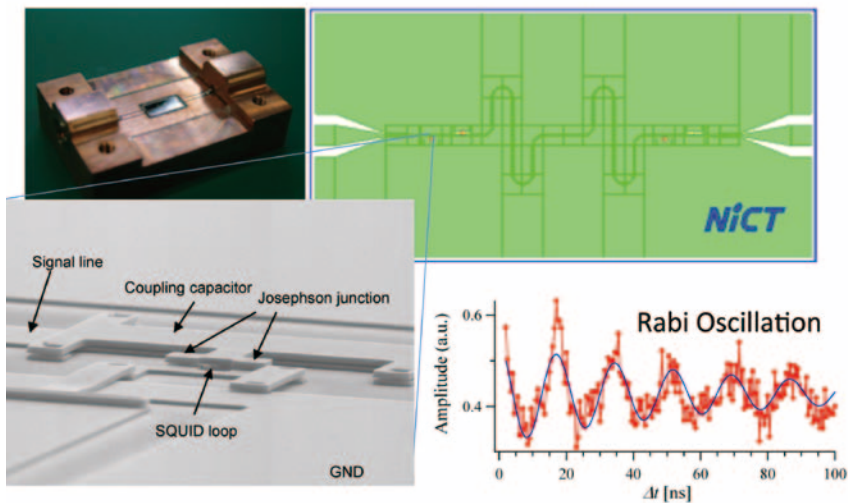 NiCT
Signal line
Coupling capacitor
Josephson junction
SQUID loop
GND
Rabi Oscillation
Amplitude (a.u.)
0.6
0.4
0
20
40
60
80
100
Δt [ns]